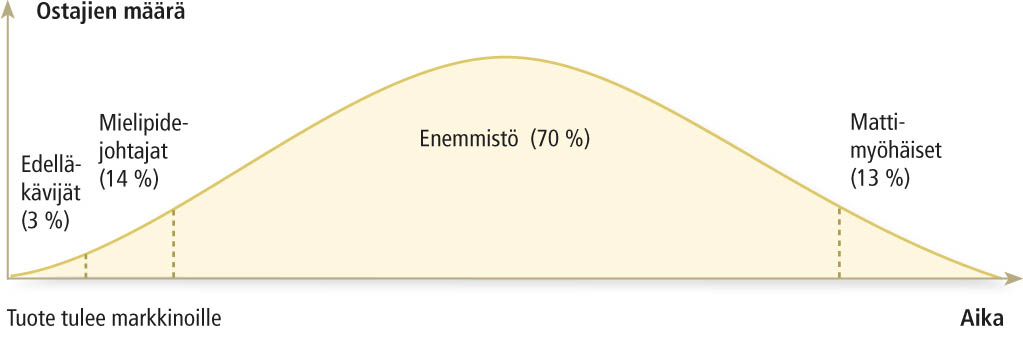 Ostajien määrä
Edellä-
kävijät
(3 %)
Mielipide-
johtajat
(14 %)
Enemmistö (70 %)
Matti-
myöhäiset
(13 %)
Tuote tulee markkinoille
Aika